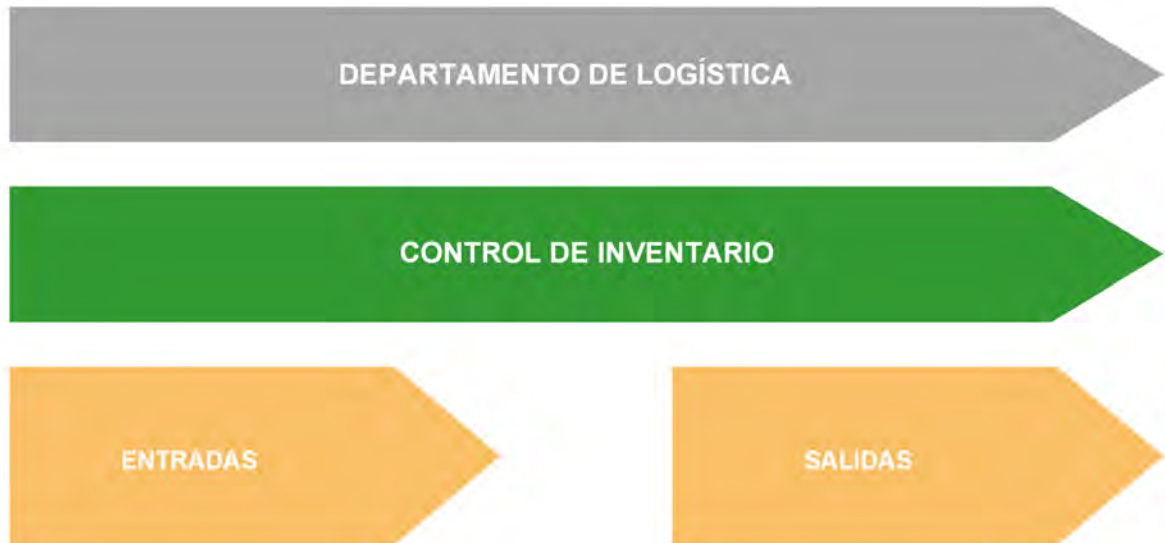 DEPARTAMENTO DE LOGÍSTICA
CONTROL DE INVENTARIO
ENTRADAS
SALIDAS